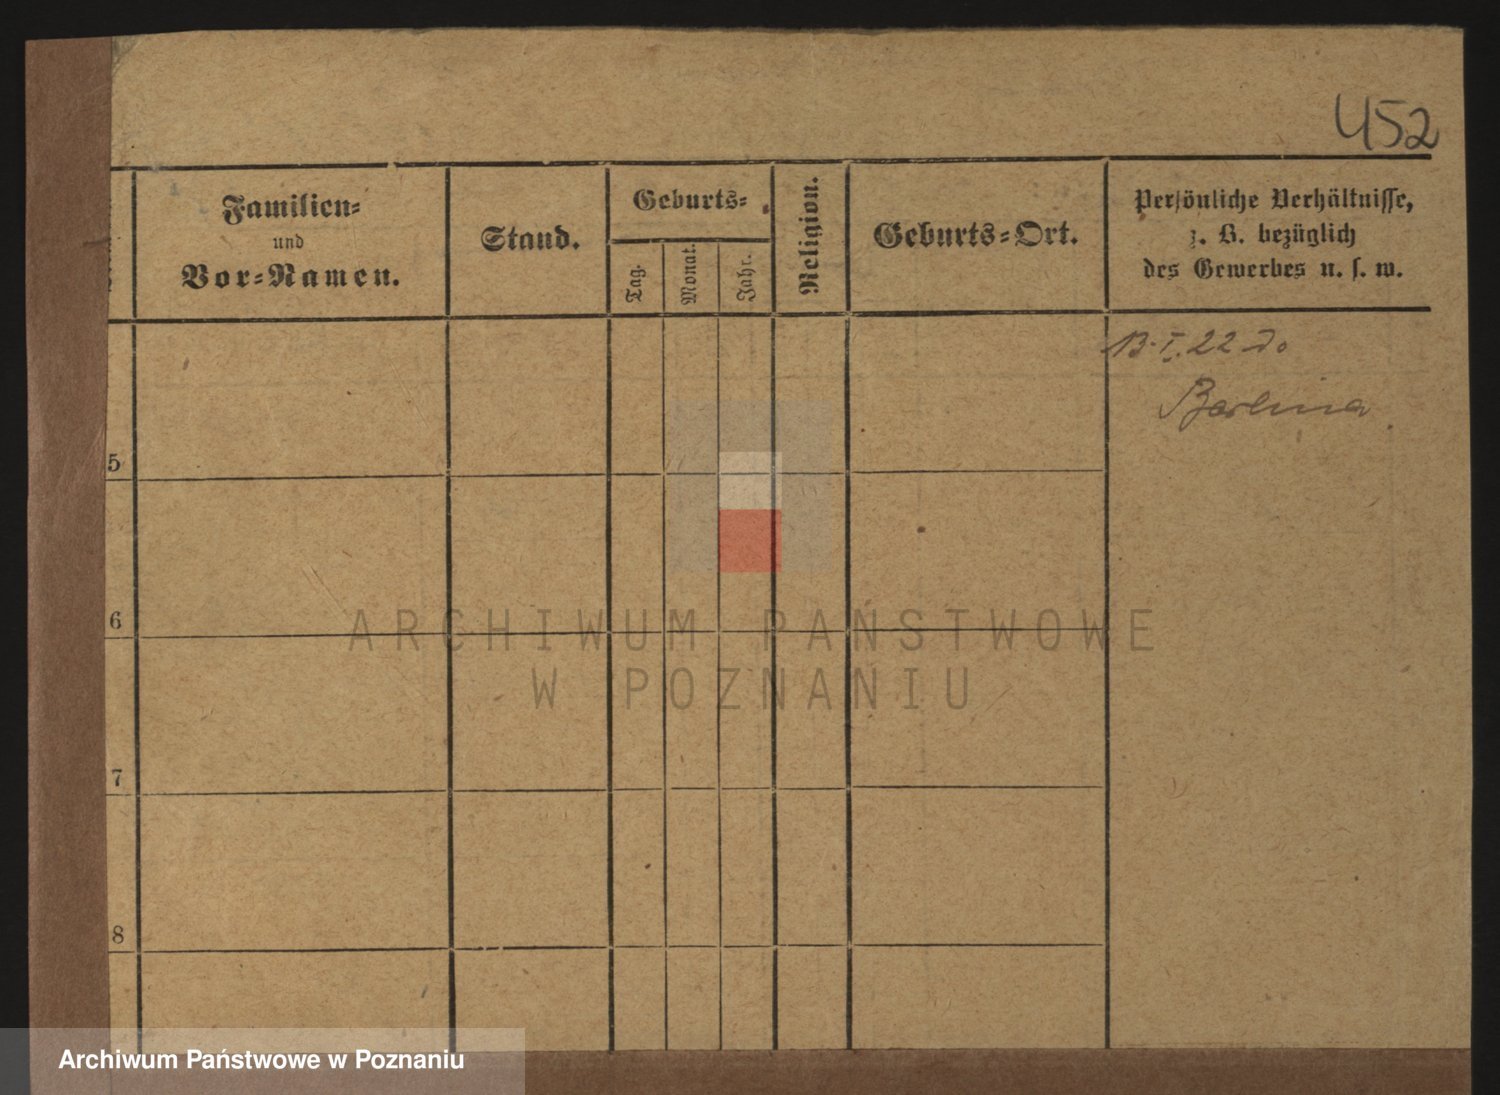 452
Familien-
und
Vor-Namen.
Stand.
Geburts-
Tag.
Monat.
Jahr.
Religion.
Geburts-Ort.
Persönliche Verhältnisse,
z. B. bezüglich
des Gewerbes u. s. w.
13.I.22 do
Berlina
5
6
7
8
ARCHIWUM PAŃSTWOWE
W POZNANIU
Archiwum Państwowe w Poznaniu